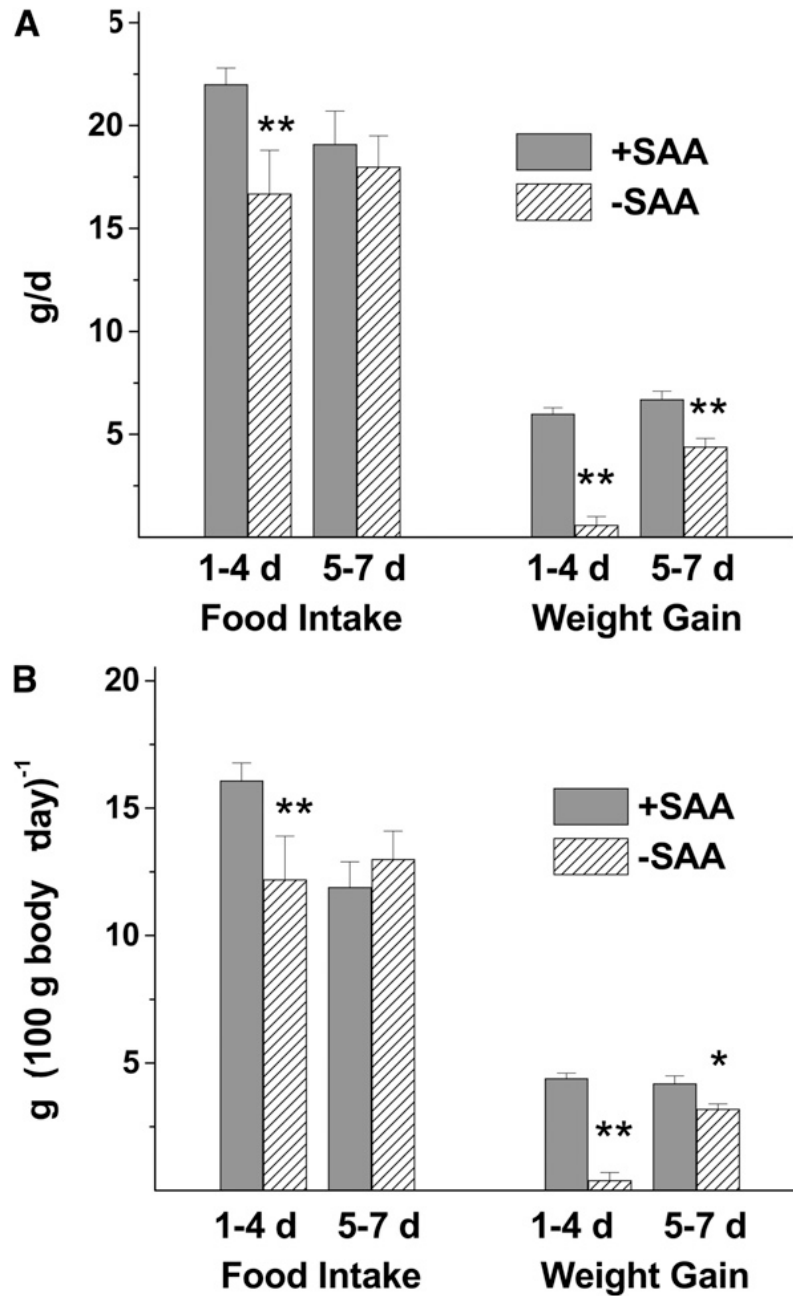 A
5
20
15
10
5
g/d
**
**
**
+SAA
-SAA
1-4 d 5-7 d 1-4 d 5-7 d
Food Intake Weight Gain
B
20
15
10
5
g (100 g body day)-1
**
**
*
+SAA
-SAA
1-4 d 5-7 d 1-4 d 5-7 d
Food Intake Weight Gain